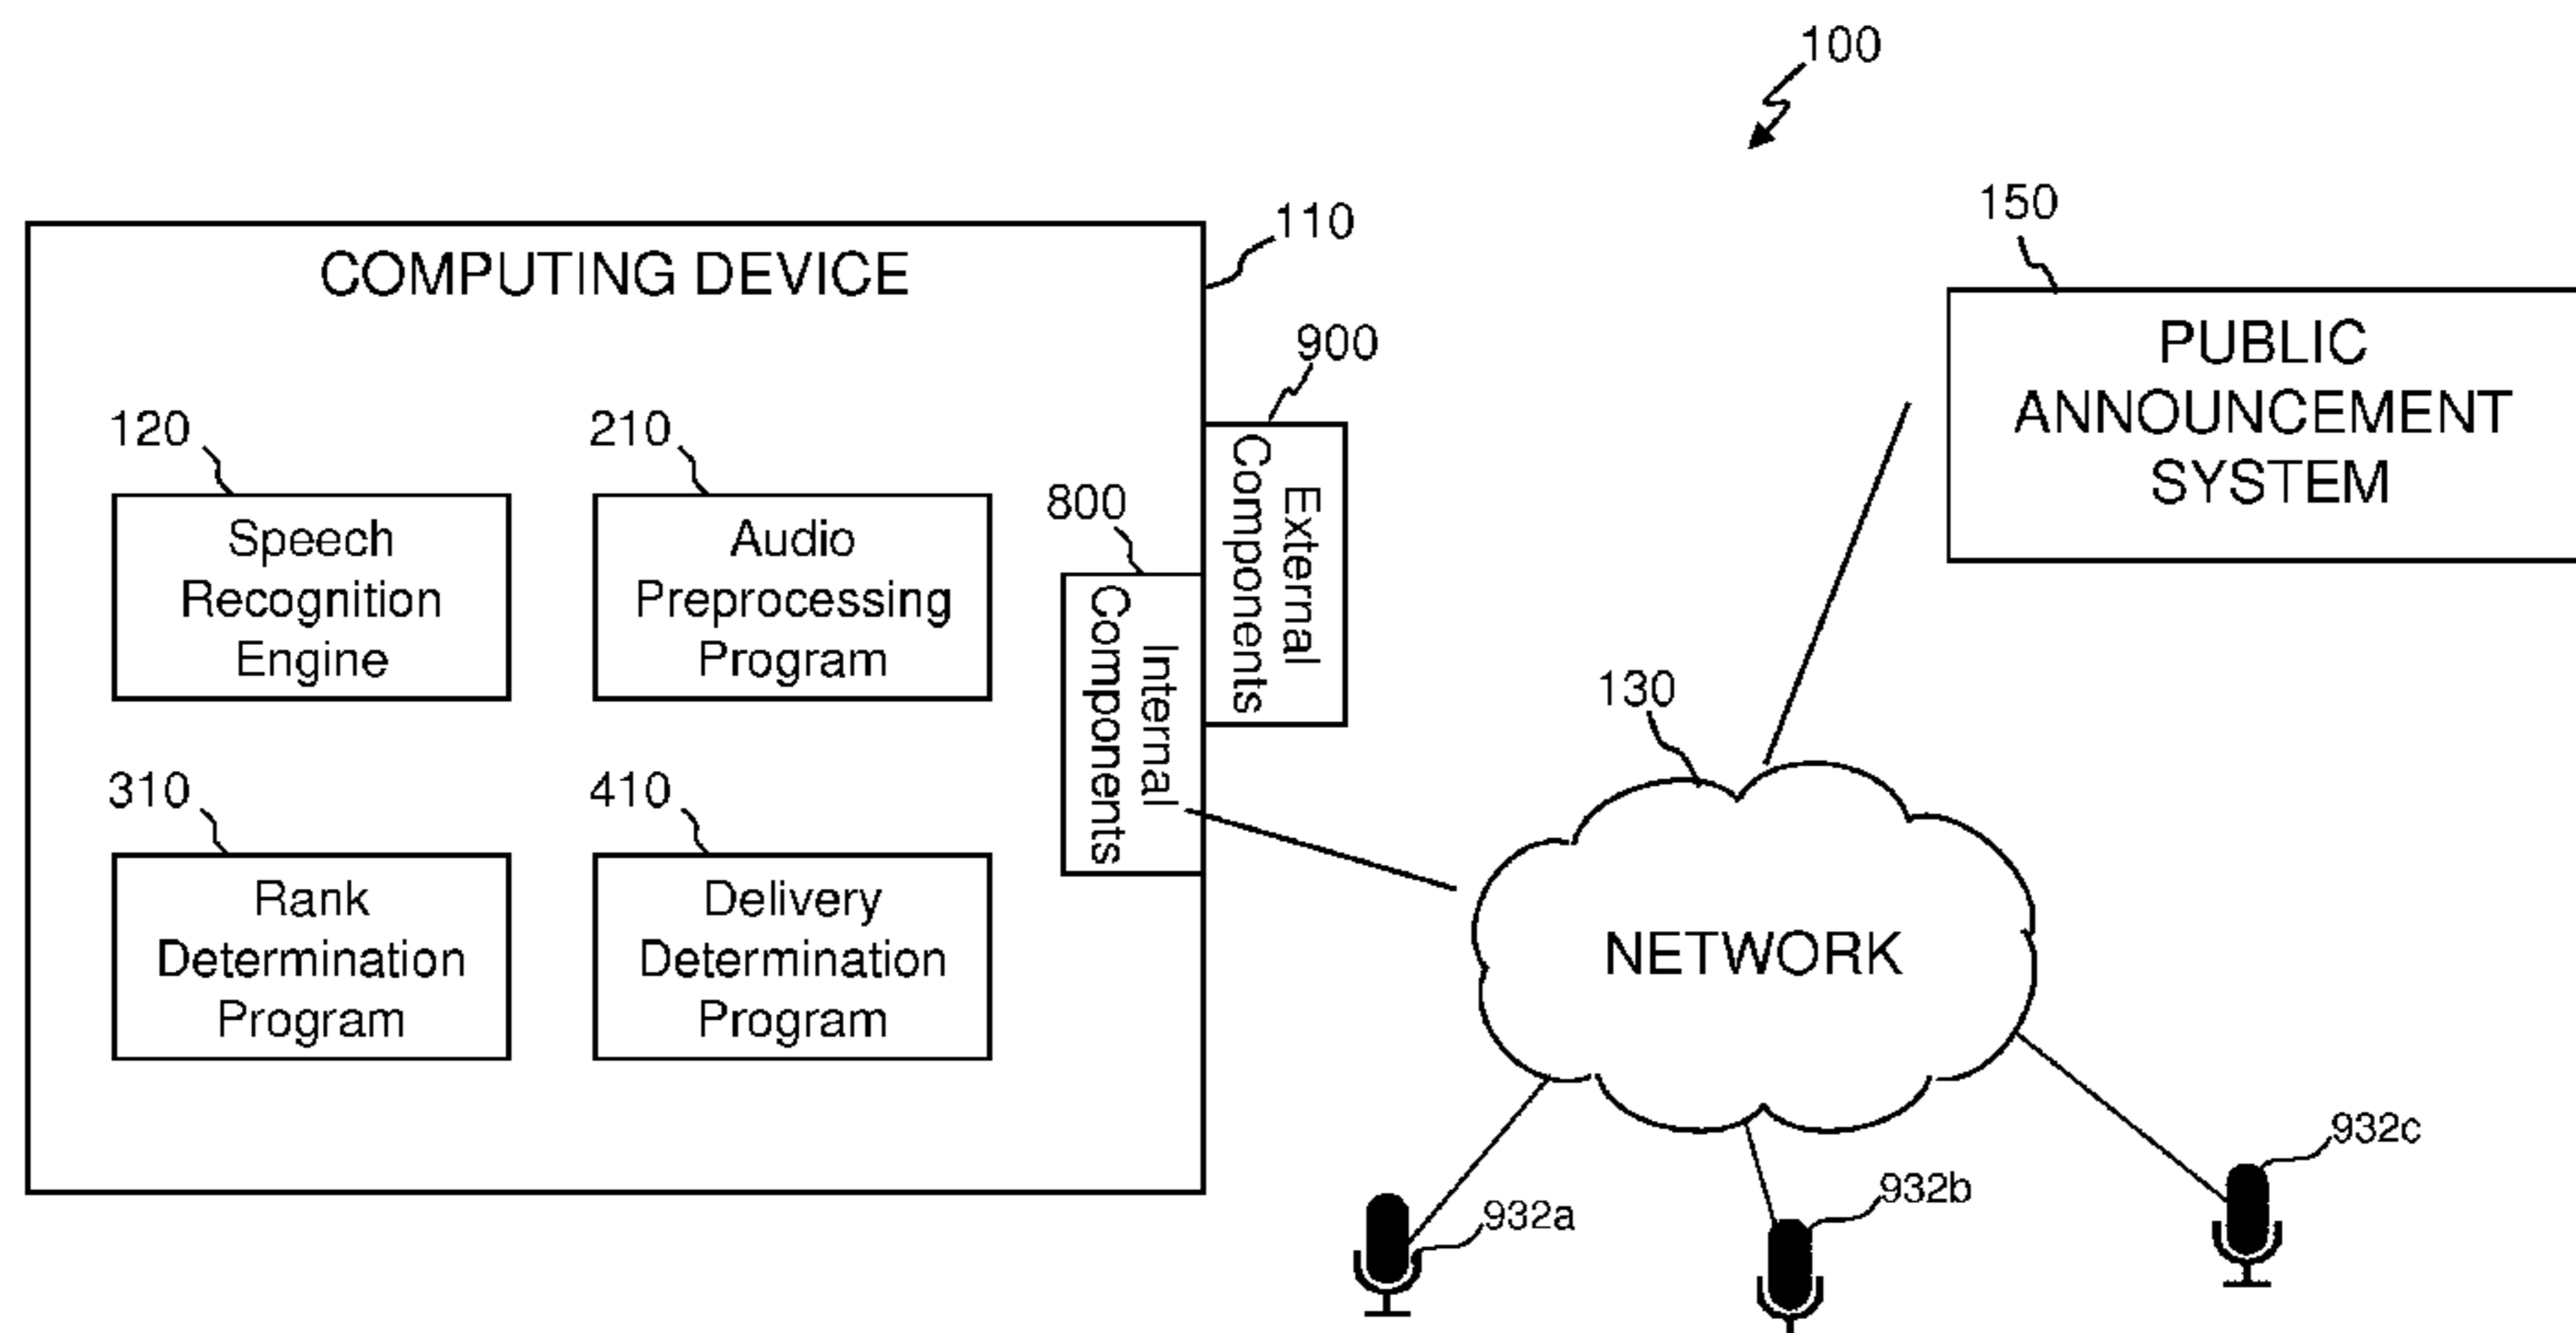 100
110
150
COMPUTING DEVICE
PUBLIC
ANNOUNCEMENT
SYSTEM
900
External
Components
120
210
800
Speech
Recognition
Engine
Audio
Preprocessing
Program
Internal
Components
130
310
410
Rank
Determination
Program
Delivery
Determination
Program
NETWORK
932a
932b
932c